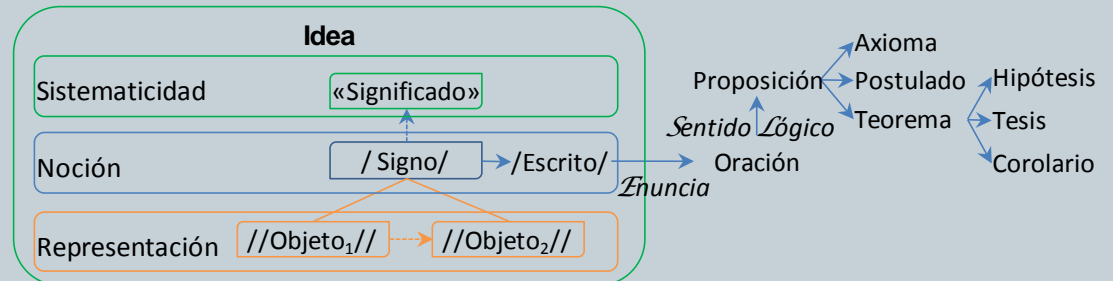 Idea
Sistematicidad «Significado»
Noción / Signo/ /Escrito/
Representación //Objeto₁// //Objeto₂//
Enuncia
Oración
Sentido Lógico
Proposición
Axioma
Postulado
Teorema
Hipótesis
Tesis
Corolario